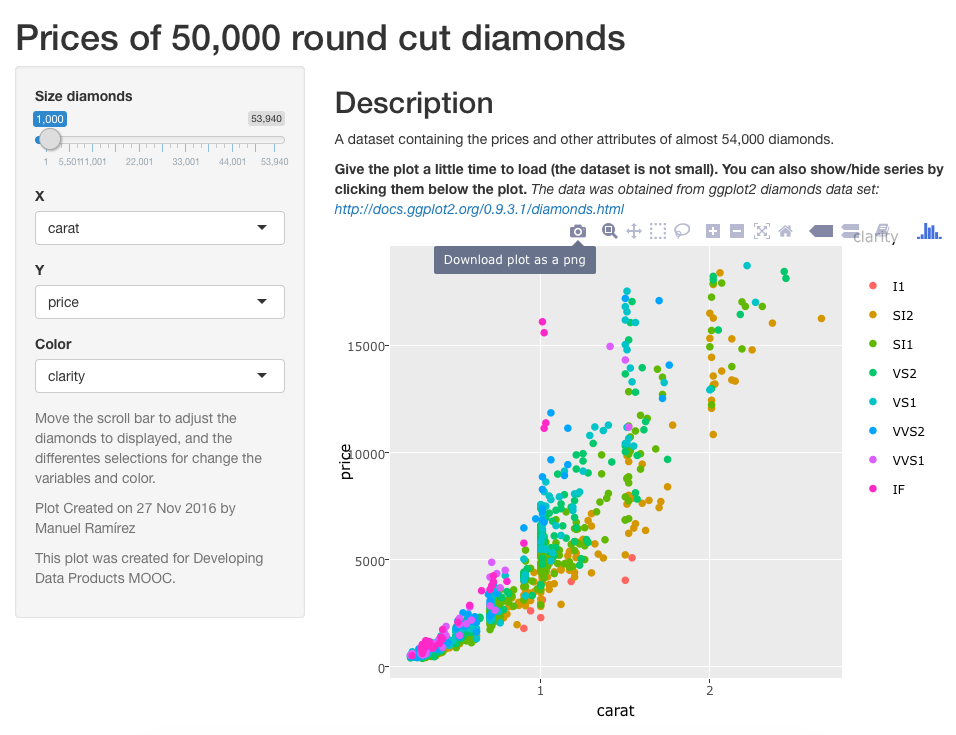 Prices of 50,000 round cut diamonds
Size diamonds
1,000
53,940
1 5,501 11,001 22,001 33,001 44,001 53,940
X
carat
Y
price
Color
clarity
Move the scroll bar to adjust the
diamonds to displayed, and the
differentes selections for change the
variables and color.
Plot Created on 27 Nov 2016 by
Manuel Ramírez
This plot was created for Developing
Data Products MOOC.
Description
A dataset containing the prices and other attributes of almost 54,000 diamonds.
Give the plot a little time to load (the dataset is not small). You can also show/hide series by
clicking them below the plot. The data was obtained from ggplot2 diamonds data set:
http://docs.ggplot2.org/0.9.3.1/diamonds.html
Download plot as a png
clarity
I1
SI2
SI1
VS2
VS1
VVS2
VVS1
IF
15000
10000
5000
0
price
1 2
carat